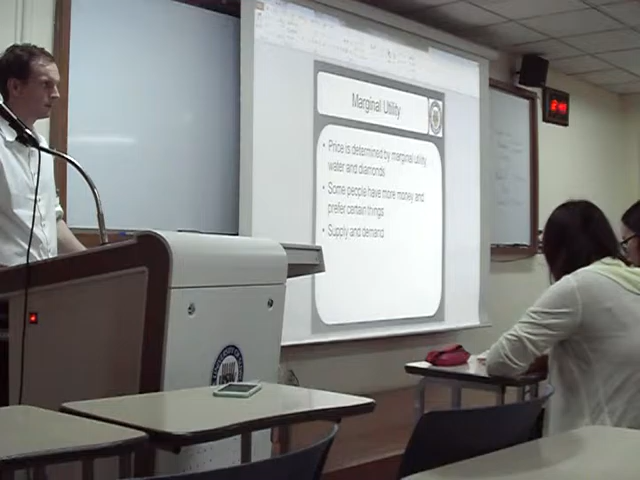 Marginal Utility
• Price is determined by marginal utility
water and diamonds
• Some people have more money and
prefer certain things
• Supply and demand